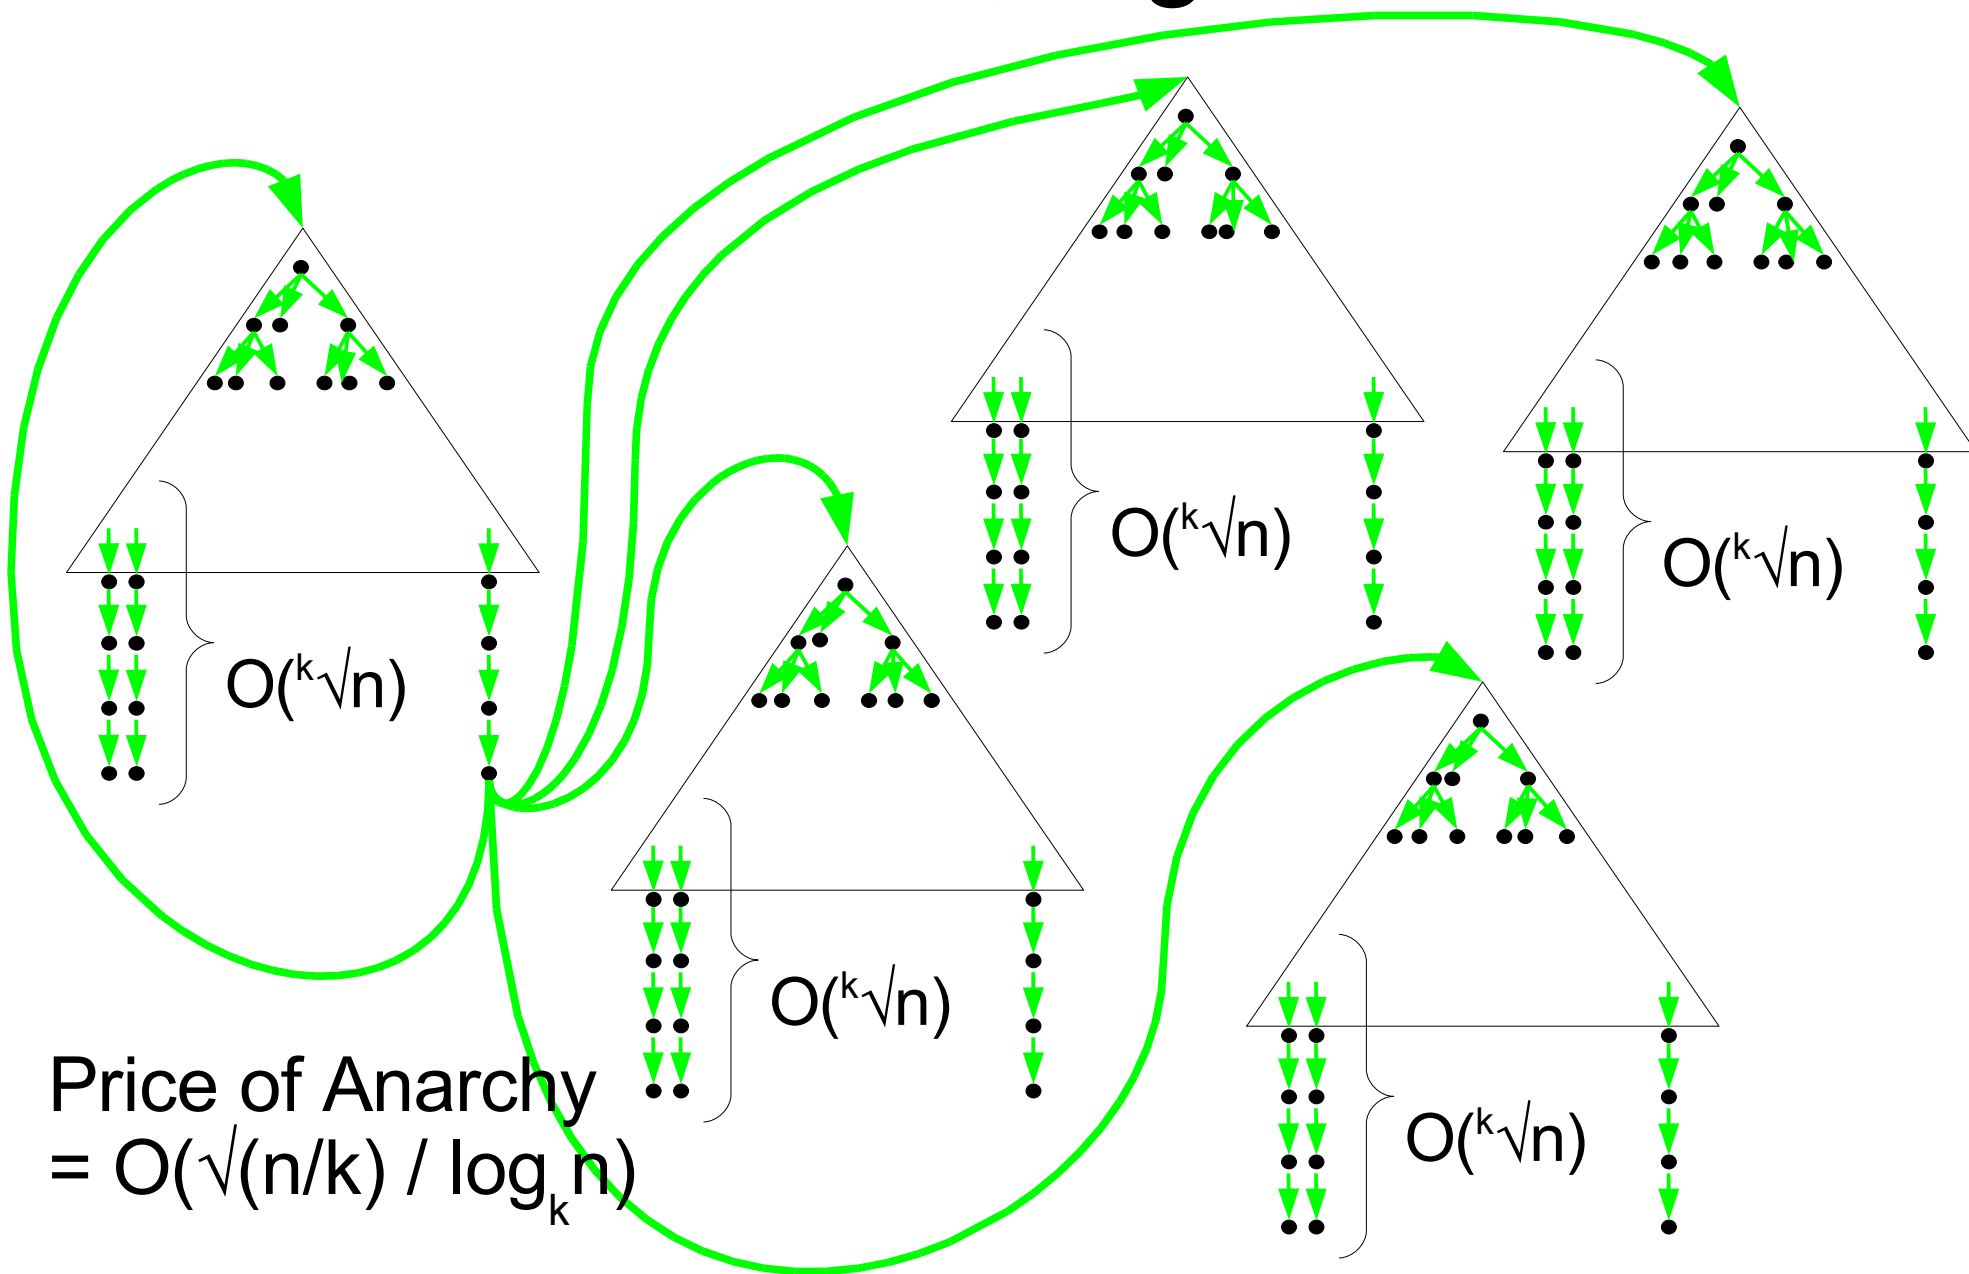 O(ᵏ√n)
O(ᵏ√n)
O(ᵏ√n)
O(ᵏ√n)
O(ᵏ√n)
Price of Anarchy
= O(√(n/k) / logₖn)